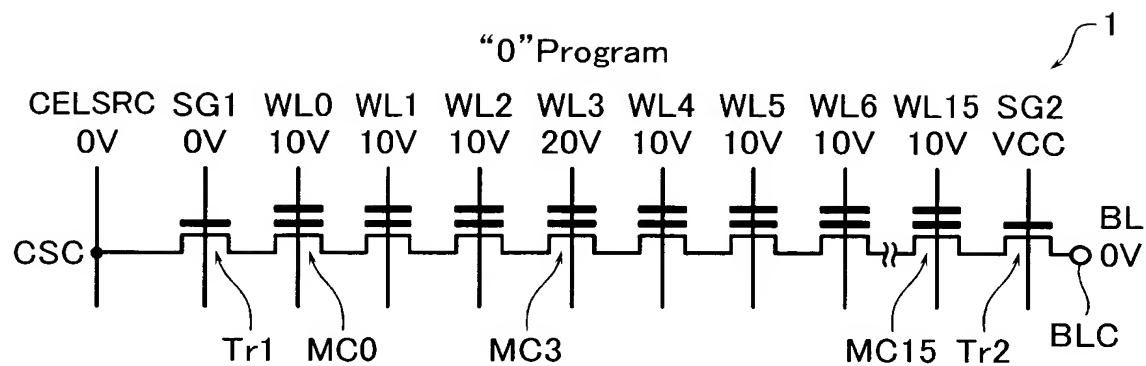 1
“0”Program
CELSRC SG1 WL0 WL1 WL2 WL3 WL4 WL5 WL6 WL15 SG2
0V 0V 10V 10V 10V 20V 10V 10V 10V 10V VCC
BL
CSC 0V
Tr1 MC0 MC3 MC15 Tr2 BLC